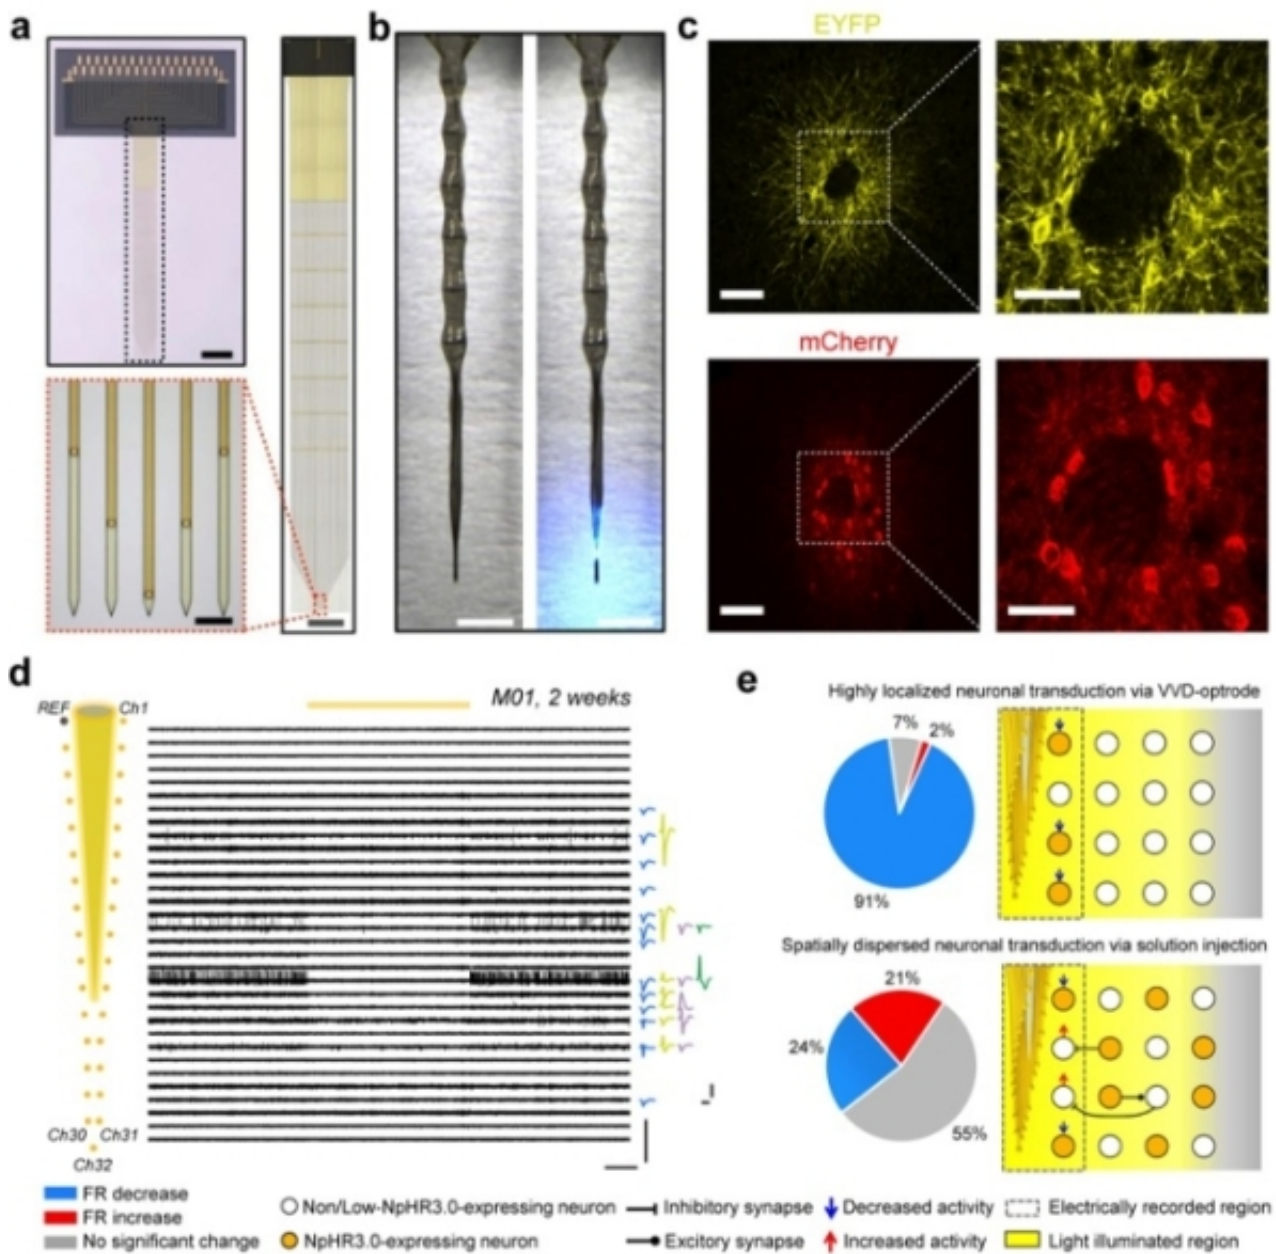 a
b
c
EYFP
mCherry
d
REF
Ch1
M01, 2 weeks
Ch30
Ch31
Ch32
e
Highly localized neuronal transduction via VVD-optrode
7%
2%
91%
Spatially dispersed neuronal transduction via solution injection
21%
24%
55%
FR decrease
FR increase
No significant change
Non/Low-NpHR3.0-expressing neuron
NpHR3.0-expressing neuron
Inhibitory synapse
Excitory synapse
Decreased activity
Increased activity
Electrically recorded region
Light illuminated region